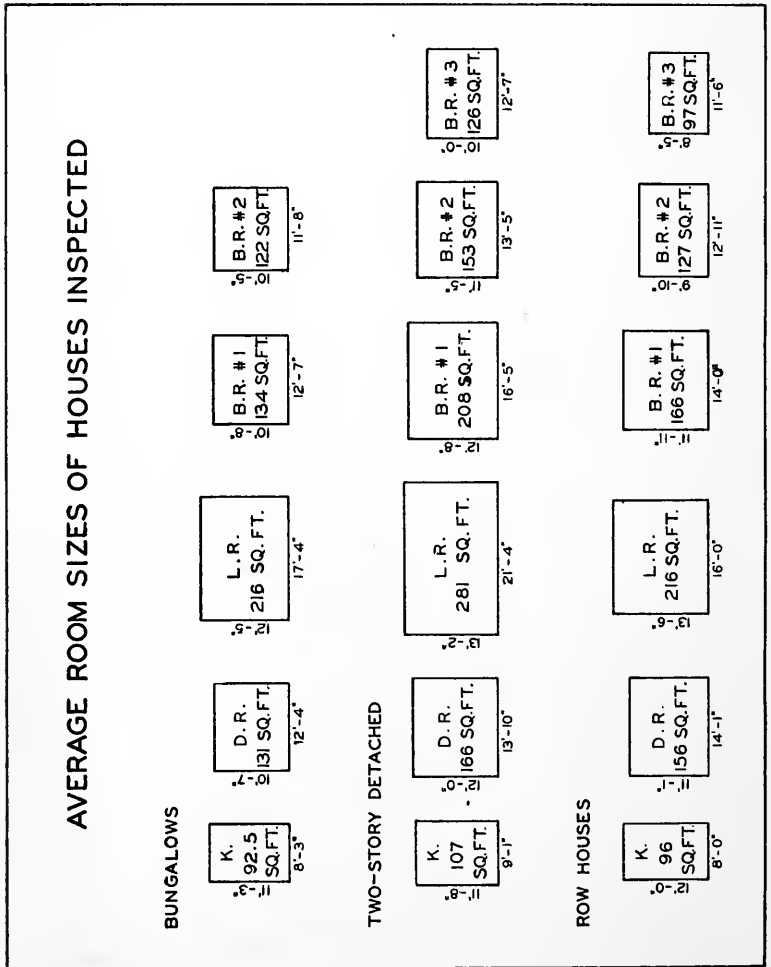 AVERAGE ROOM SIZES OF HOUSES INSPECTED
BUNGALOWS
K.
92.5
SQ.FT.
11'-3"
8'-3"
D.R.
131 SQ.FT.
10'-7"
12'-4"
L.R.
216 SQ. FT.
12'-5"
17'-4"
B.R. #1
134 SQ.FT.
10'-8"
12'-7"
B.R. #2
122 SQ.FT.
10'-5"
11'-8"
TWO-STORY DETACHED
K.
107
SQ.FT.
11'-8"
9'-1"
D.R.
166 SQ.FT.
12'-0"
13'-10"
L.R.
281 SQ. FT.
13'-2"
21'-4"
B.R. #1
208 SQ.FT.
12'-8"
16'-5"
B.R. #2
153 SQ.FT.
11'-5"
13'-5"
B.R. #3
126 SQ.FT.
10'-0"
12'-7"
ROW HOUSES
K.
96
SQ.FT.
12'-0"
8'-0"
D.R.
156 SQ.FT.
11'-1"
14'-1"
L.R.
216 SQ.FT.
13'-6"
16'-0"
B.R. #1
166 SQ.FT.
11'-11"
14'-0"
B.R. #2
127 SQ.FT.
9'-10"
12'-11"
B.R. #3
97 SQ.FT.
8'-5"
11'-6"